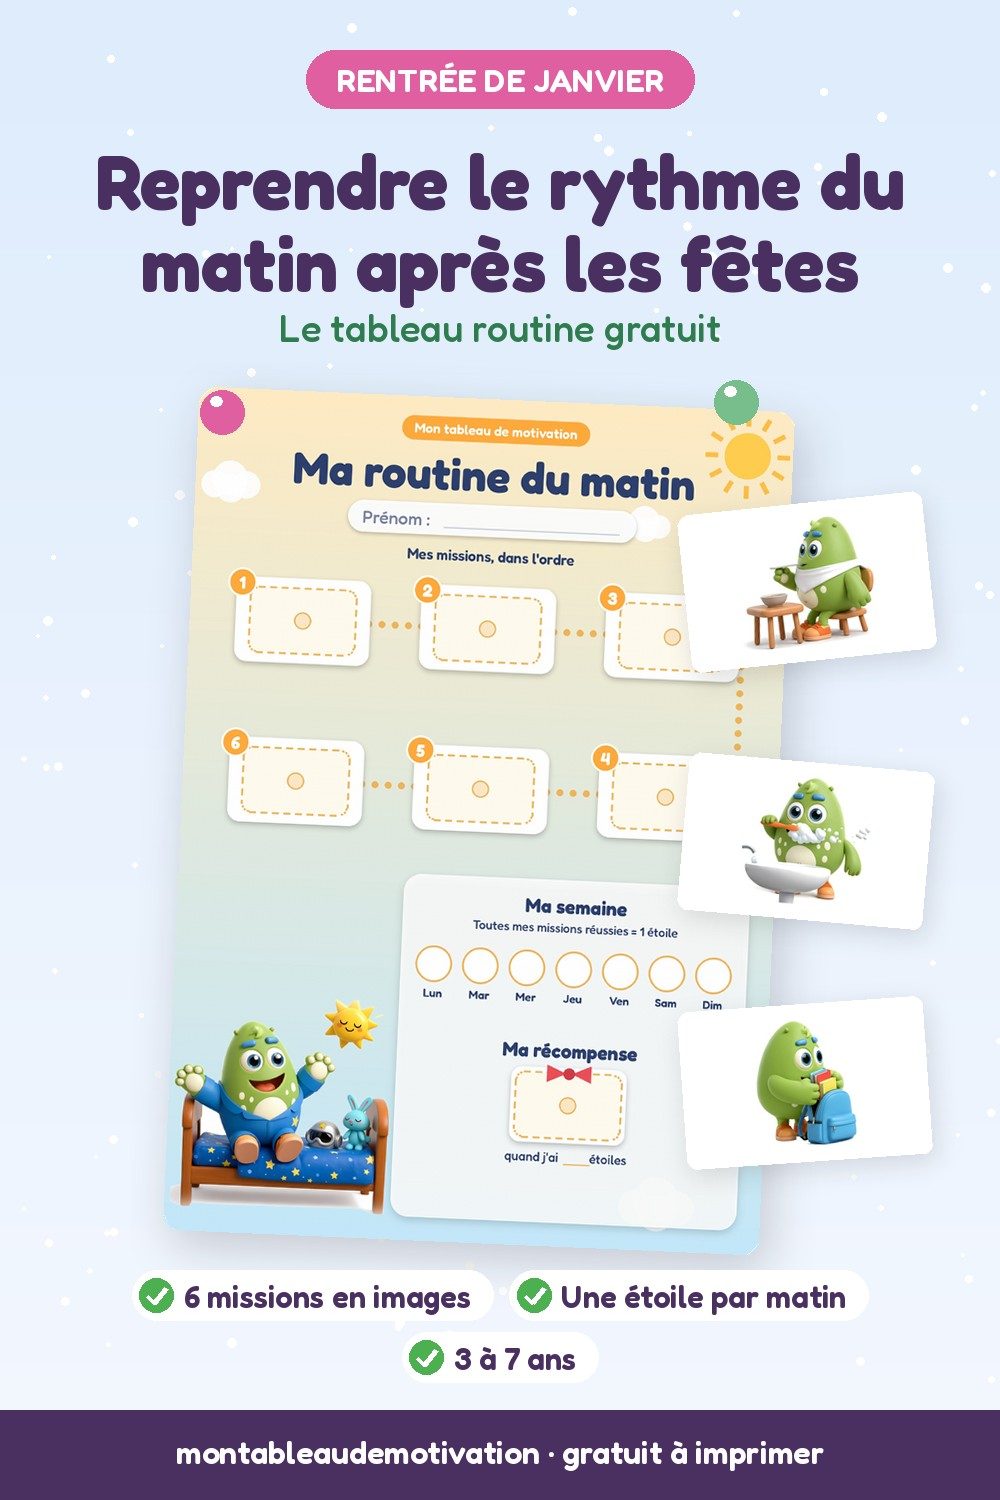 RENTRÉE DE JANVIER
Reprendre le rythme du
matin après les fêtes
Le tableau routine gratuit
Mon tableau de motivation
Ma routine du matin
Prénom :
Mes missions, dans l'ordre
1
2
3
6
5
4
Ma semaine
Toutes mes missions réussies = 1 étoile
Lun Mar Mer Jeu Ven Sam Dim
Ma récompense
quand j'ai ___ étoiles
6 missions en images
Une étoile par matin
3 à 7 ans
montableaudemotivation · gratuit à imprimer